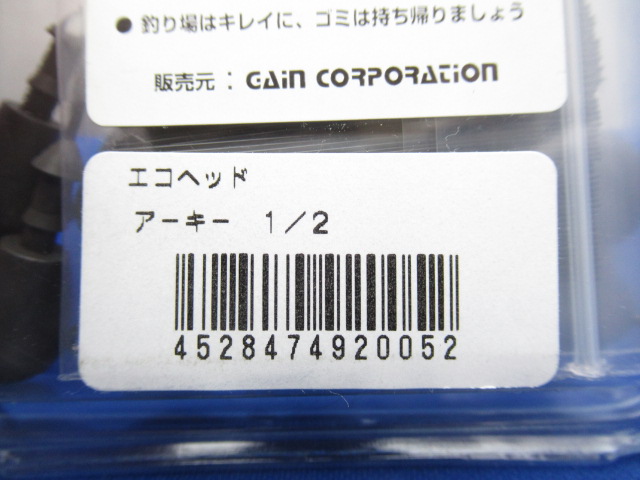 ● 釣り場はキレイに、ゴミは持ち帰りましょう
販売元：GAIN CORPORATION
エコヘッド
アーキー 1／2
4528474920052